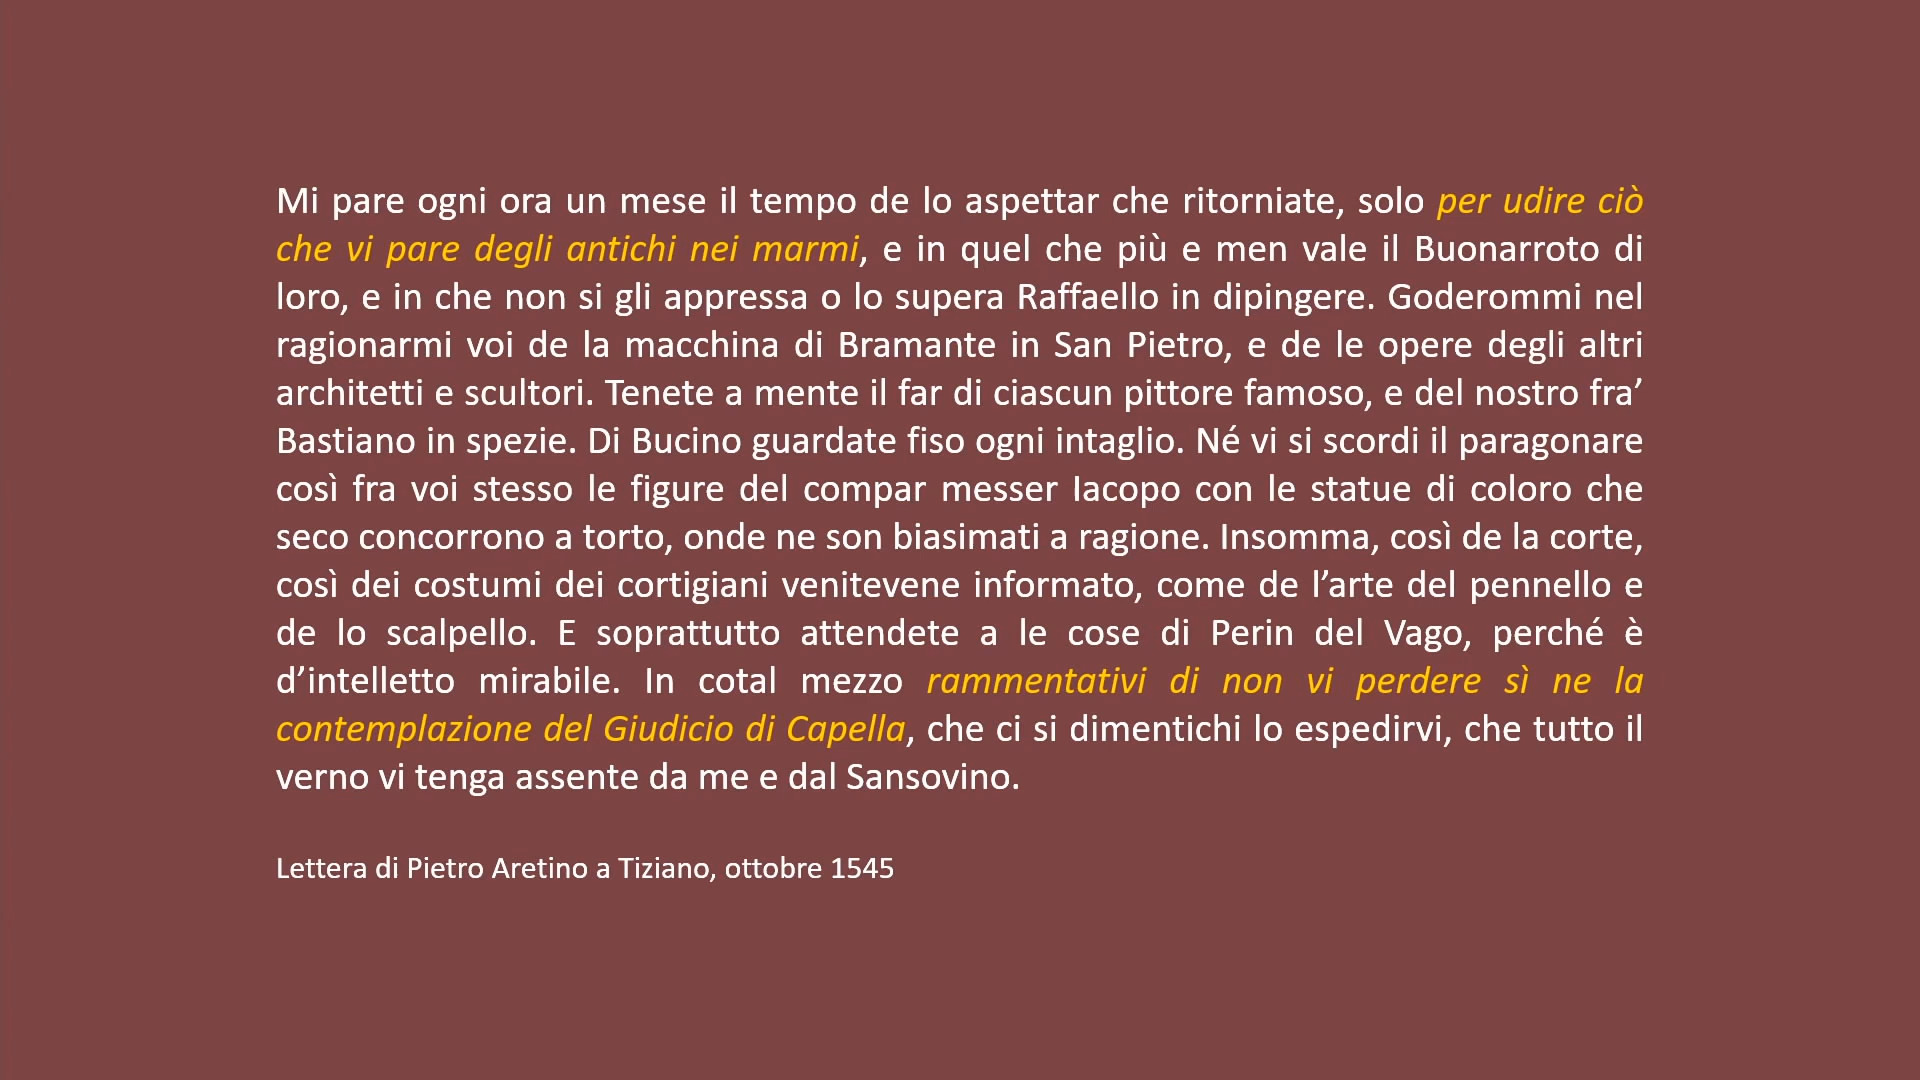 Mi pare ogni ora un mese il tempo de lo aspettar che ritorniate, solo per udire ciò
che vi pare degli antichi nei marmi, e in quel che più e men vale il Buonarroto di
loro, e in che non si gli appressa o lo supera Raffaello in dipingere. Goderommi nel
ragionarmi voi de la macchina di Bramante in San Pietro, e de le opere degli altri
architetti e scultori. Tenete a mente il far di ciascun pittore famoso, e del nostro fra’
Bastiano in spezie. Di Bucino guardate fiso ogni intaglio. Né vi si scordi il paragonare
così fra voi stesso le figure del compar messer Iacopo con le statue di coloro che
seco concorrono a torto, onde ne son biasimati a ragione. Insomma, così de la corte,
così dei costumi dei cortigiani venitevene informato, come de l’arte del pennello e
de lo scalpello. E soprattutto attendete a le cose di Perin del Vago, perché è
d’intelletto mirabile. In cotal mezzo rammentativi di non vi perdere sì ne la
contemplazione del Giudicio di Capella, che ci si dimentichi lo espedirvi, che tutto il
verno vi tenga assente da me e dal Sansovino.
Lettera di Pietro Aretino a Tiziano, ottobre 1545